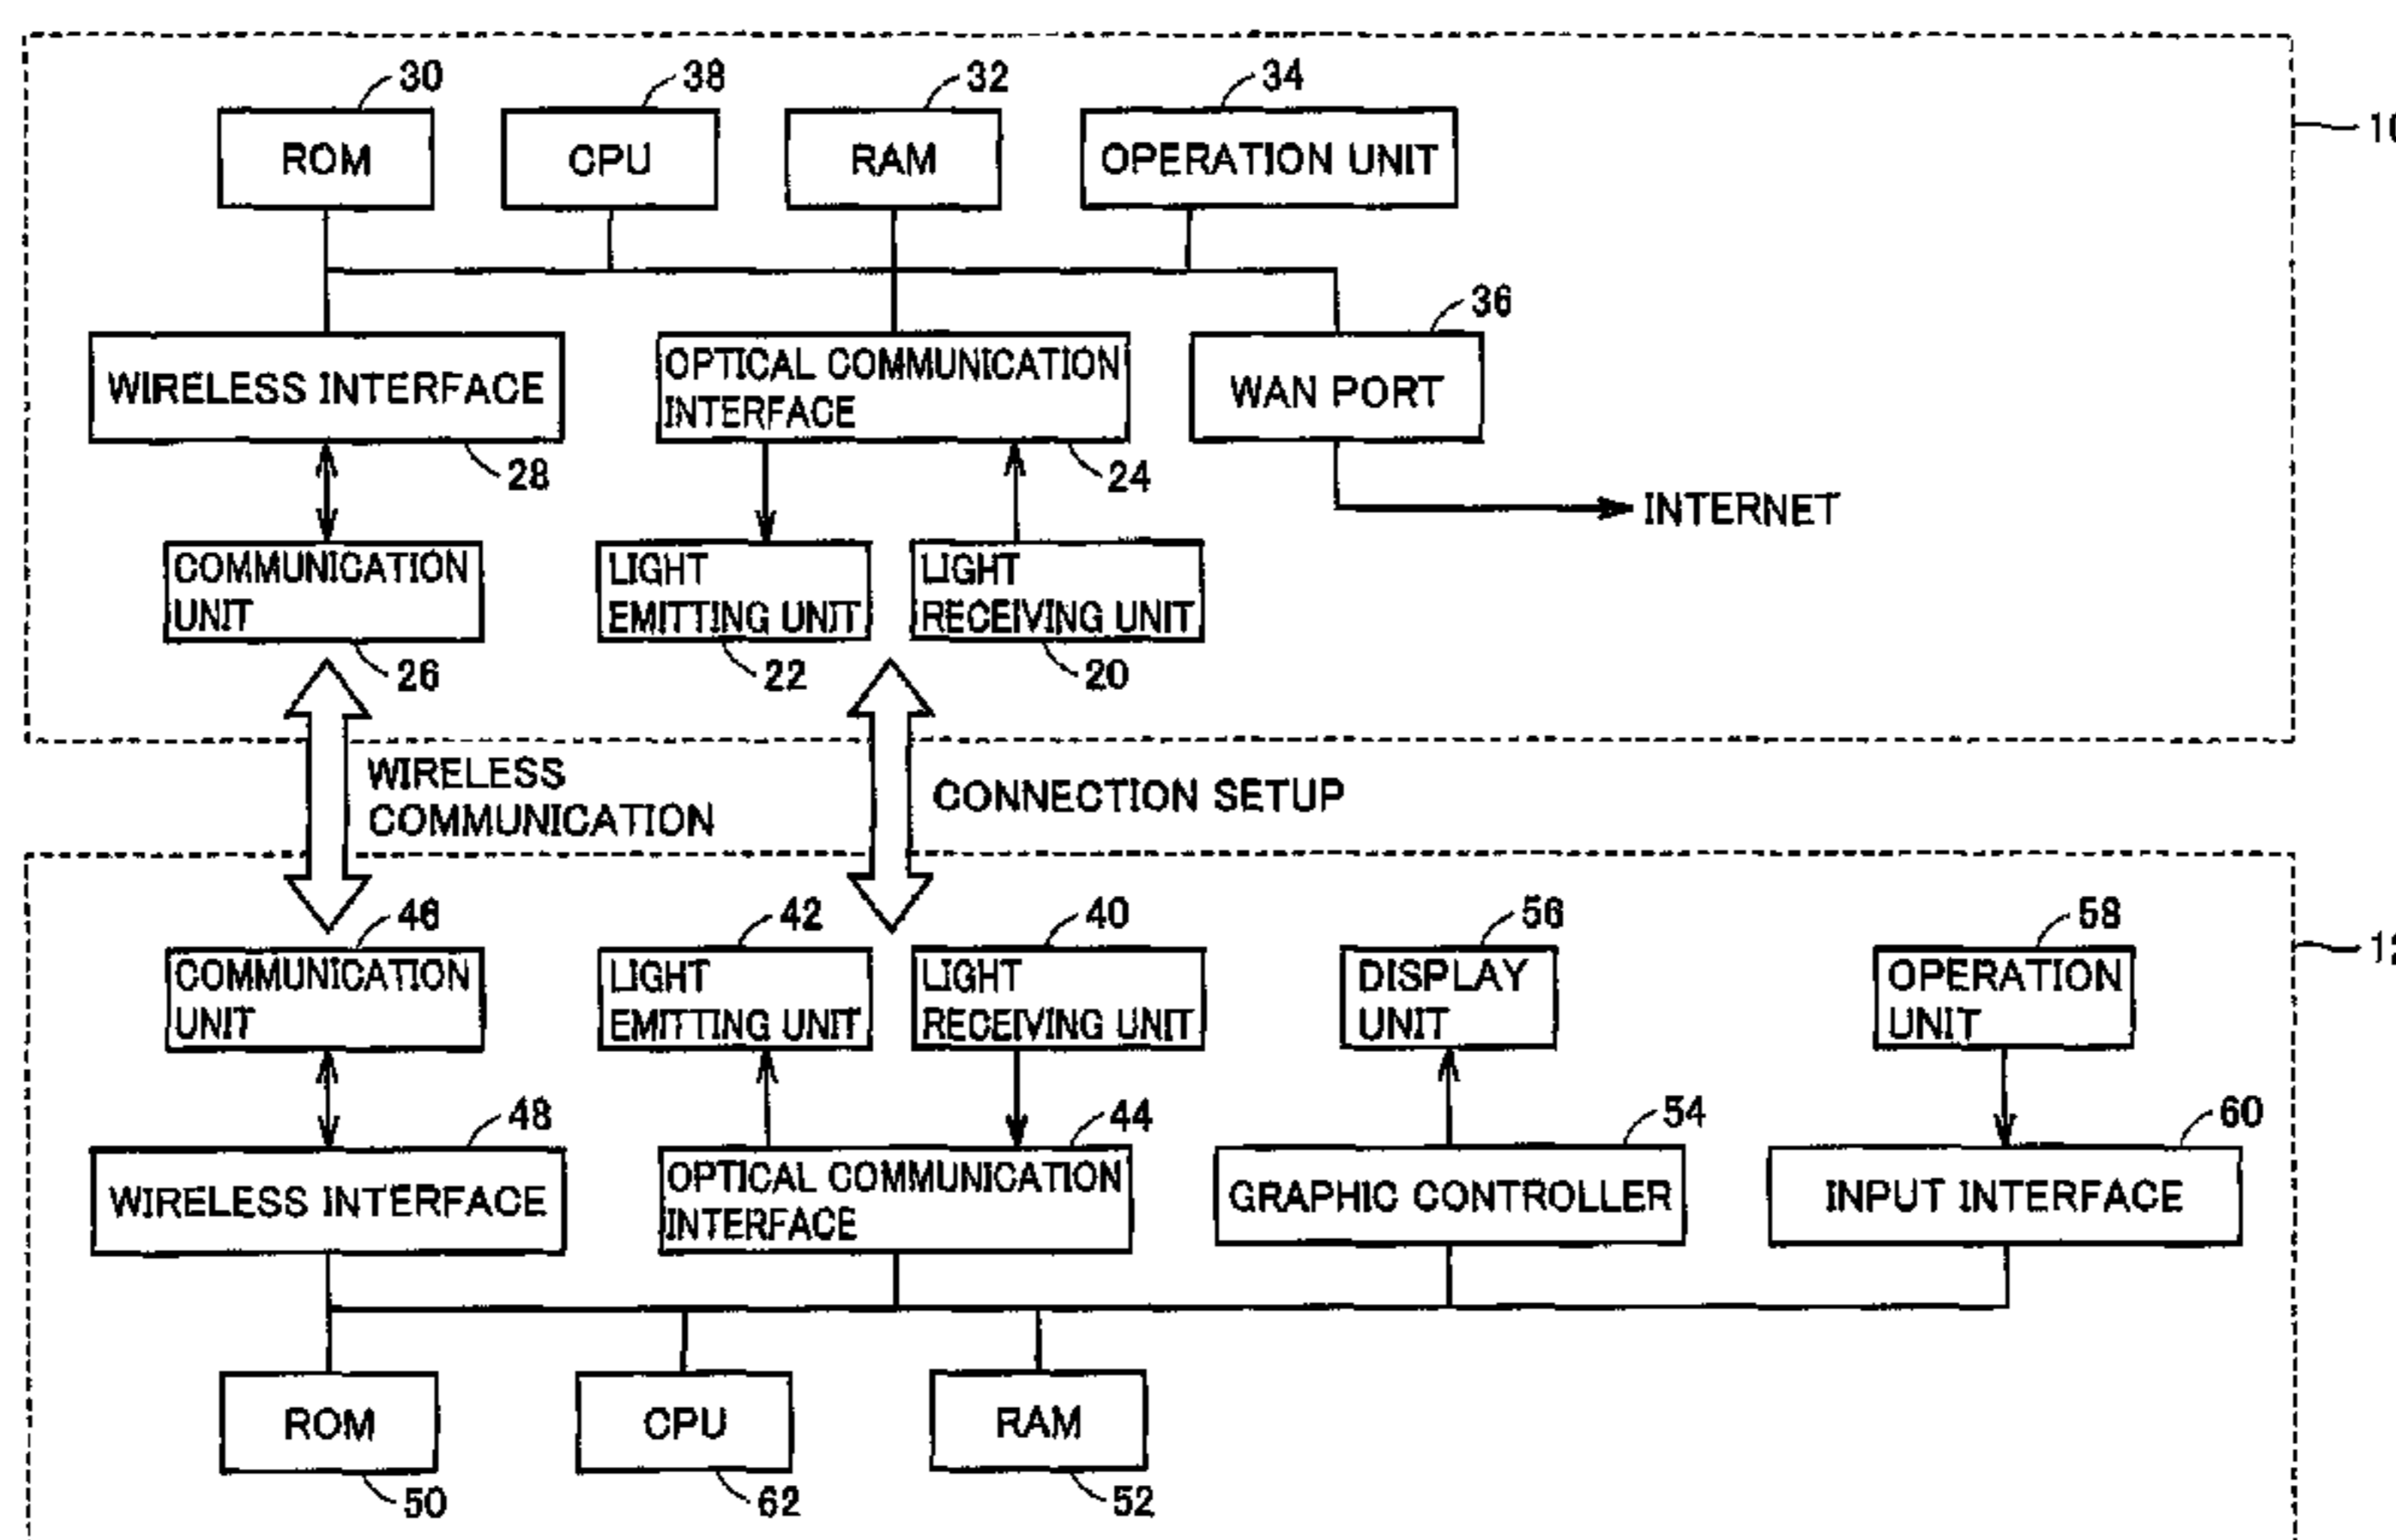 30 38 32 34
ROM CPU RAM OPERATION UNIT
10
36
OPTICAL COMMUNICATION
WIRELESS INTERFACE INTERFACE WAN PORT
28 24
INTERNET
COMMUNICATION LIGHT LIGHT
UNIT EMITTING UNIT RECEIVING UNIT
26 22 20
WIRELESS
COMMUNICATION
CONNECTION SETUP
46 42 40 56 58
12
COMMUNICATION LIGHT LIGHT DISPLAY OPERATION
UNIT EMITTING UNIT RECEIVING UNIT UNIT UNIT
48 44 54 60
OPTICAL COMMUNICATION
WIRELESS INTERFACE INTERFACE GRAPHIC CONTROLLER INPUT INTERFACE
ROM CPU RAM
50 62 52